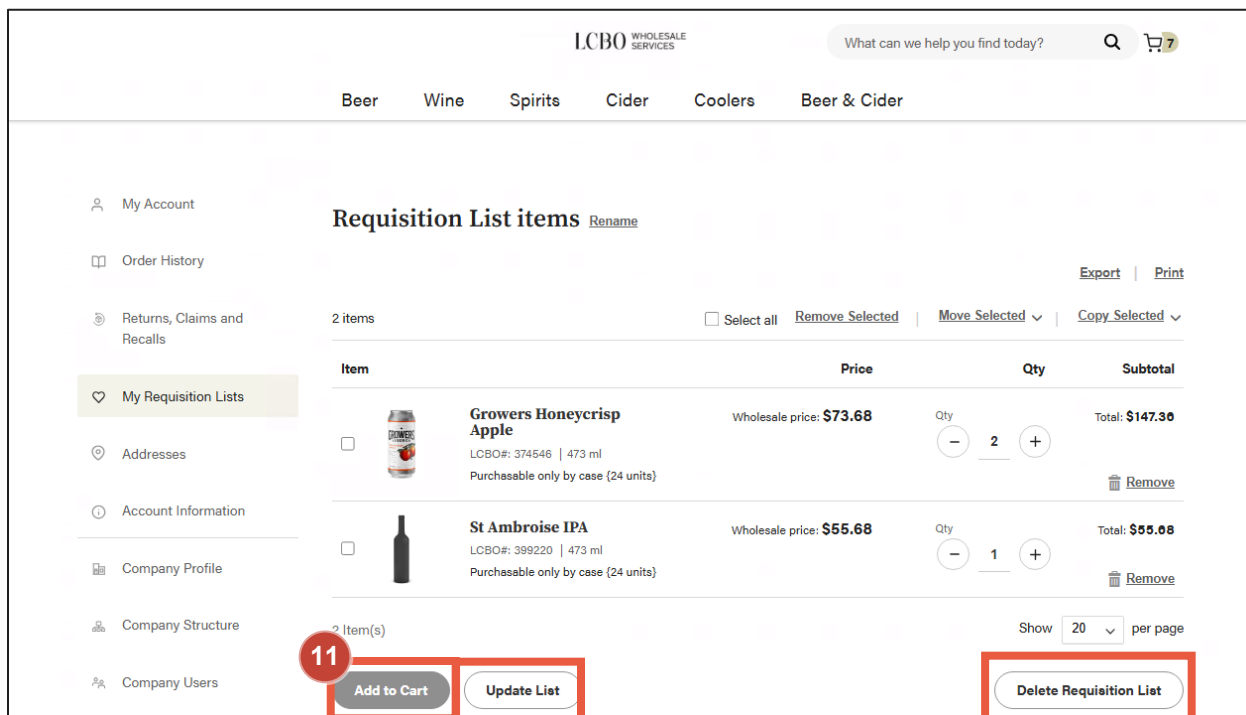 LCBO WHOLESALE SERVICES
What can we help you find today?
7
Beer Wine Spirits Cider Coolers Beer & Cider
My Account
Order History
Returns, Claims and
Recalls
My Requisition Lists
Addresses
Account Information
Company Profile
Company Structure
Company Users
Requisition List items Rename
Export | Print
2 items
Select all Remove Selected | Move Selected | Copy Selected
Item Price Qty Subtotal
GROWERS
Growers Honeycrisp
Apple
LCBO#: 374546 | 473 ml
Purchasable only by case {24 units}
Wholesale price: $73.68
Qty
− 2 +
Total: $147.36
Remove
St Ambroise IPA
LCBO#: 399220 | 473 ml
Purchasable only by case {24 units}
Wholesale price: $55.68
Qty
− 1 +
Total: $55.68
Remove
2 Item(s)
Show 20 per page
11
Add to Cart
Update List
Delete Requisition List